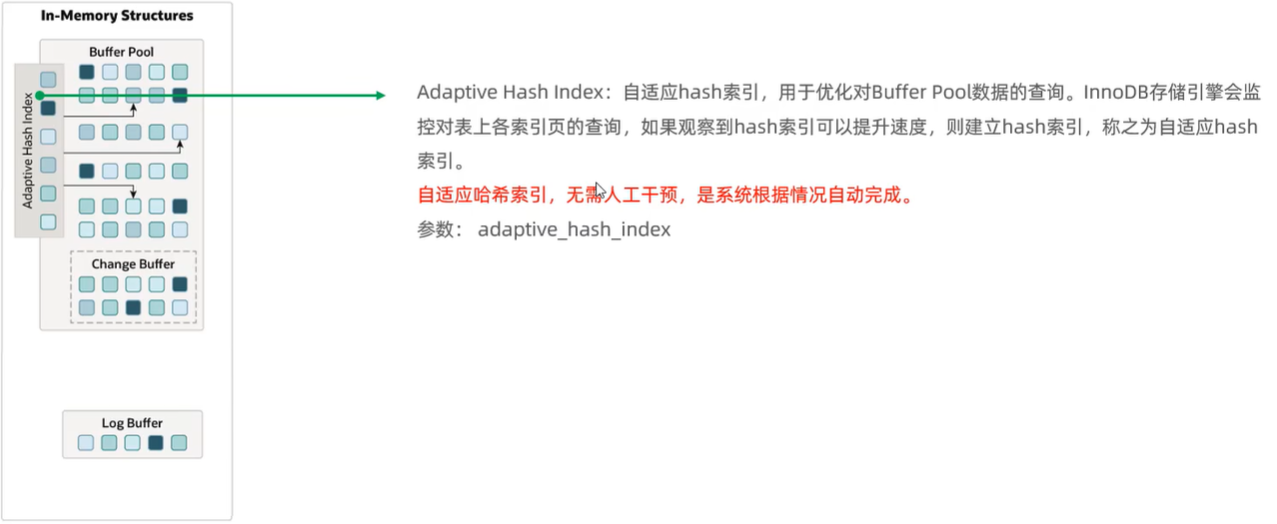 In-Memory Structures
Buffer Pool
Adaptive Hash Index
Change Buffer
Log Buffer
Adaptive Hash Index：自适应hash索引，用于优化对Buffer Pool数据的查询。InnoDB存储引擎会监
控对表上各索引页的查询，如果观察到hash索引可以提升速度，则建立hash索引，称之为自适应hash
索引。
自适应哈希索引，无需人工干预，是系统根据情况自动完成。
参数： adaptive_hash_index